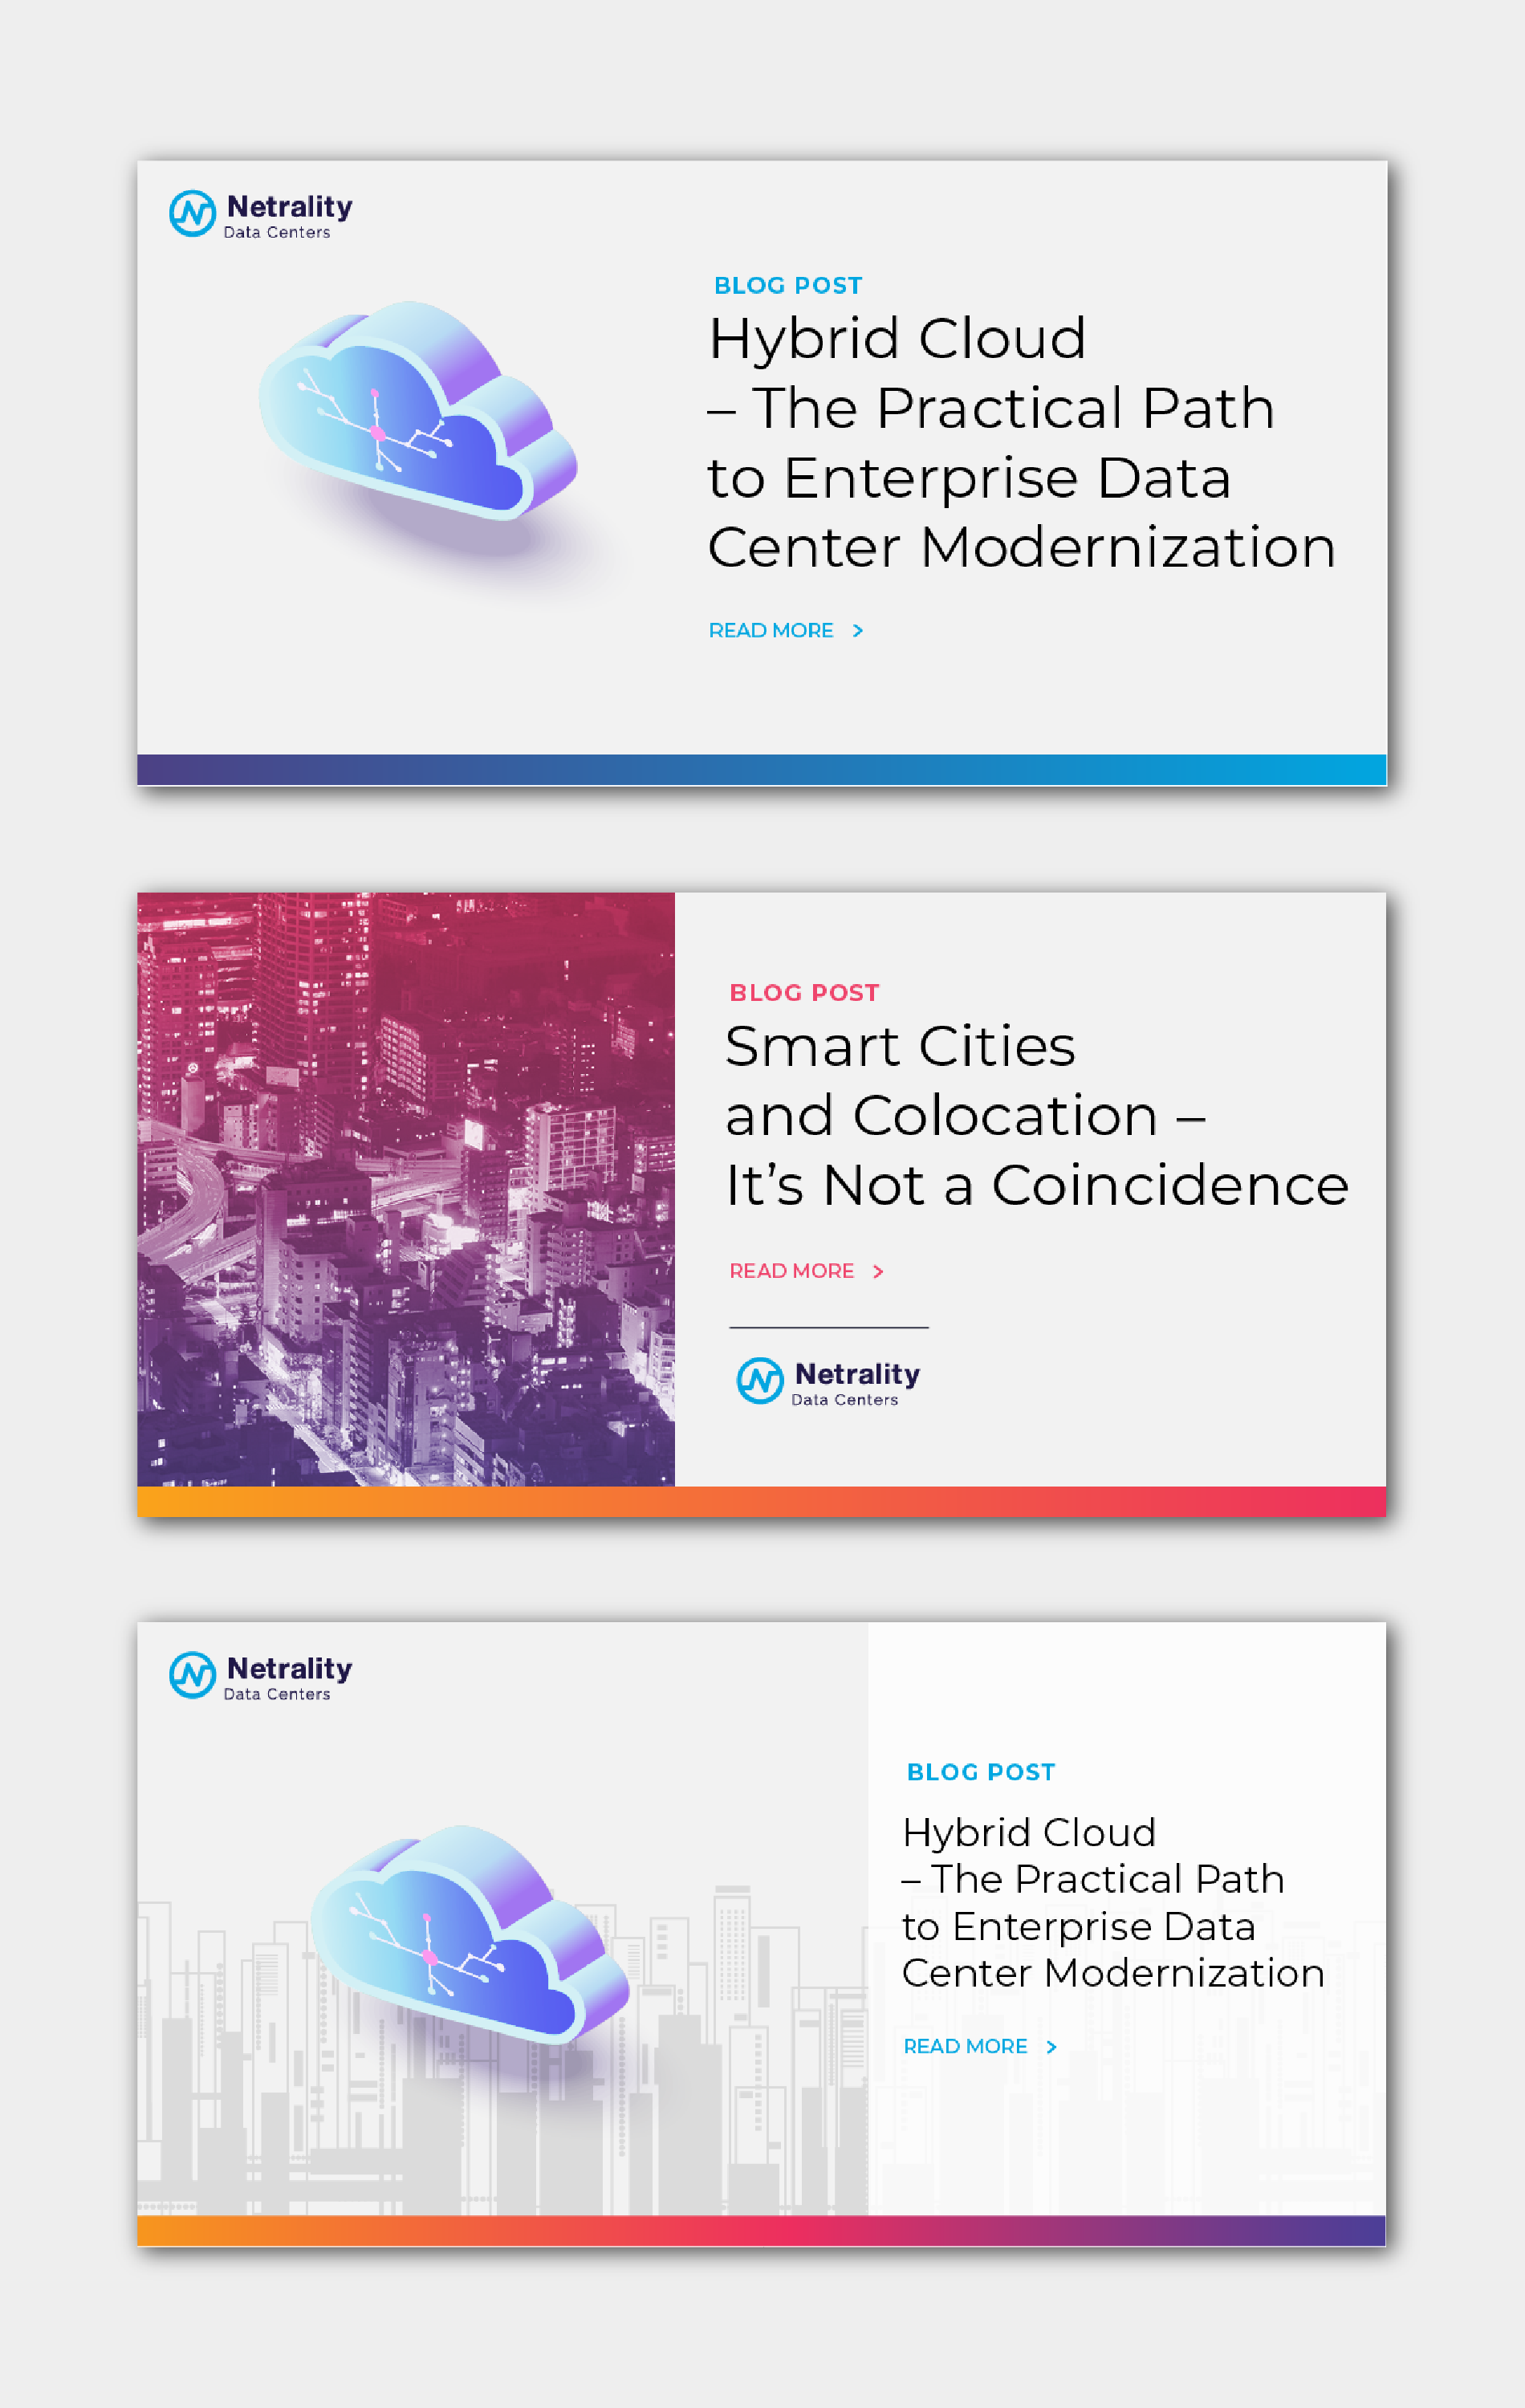 Netrality
Data Centers
BLOG POST
Hybrid Cloud
– The Practical Path
to Enterprise Data
Center Modernization
READ MORE >
BLOG POST
Smart Cities
and Colocation –
It’s Not a Coincidence
READ MORE >
Netrality
Data Centers
Netrality
Data Centers
BLOG POST
Hybrid Cloud
– The Practical Path
to Enterprise Data
Center Modernization
READ MORE >